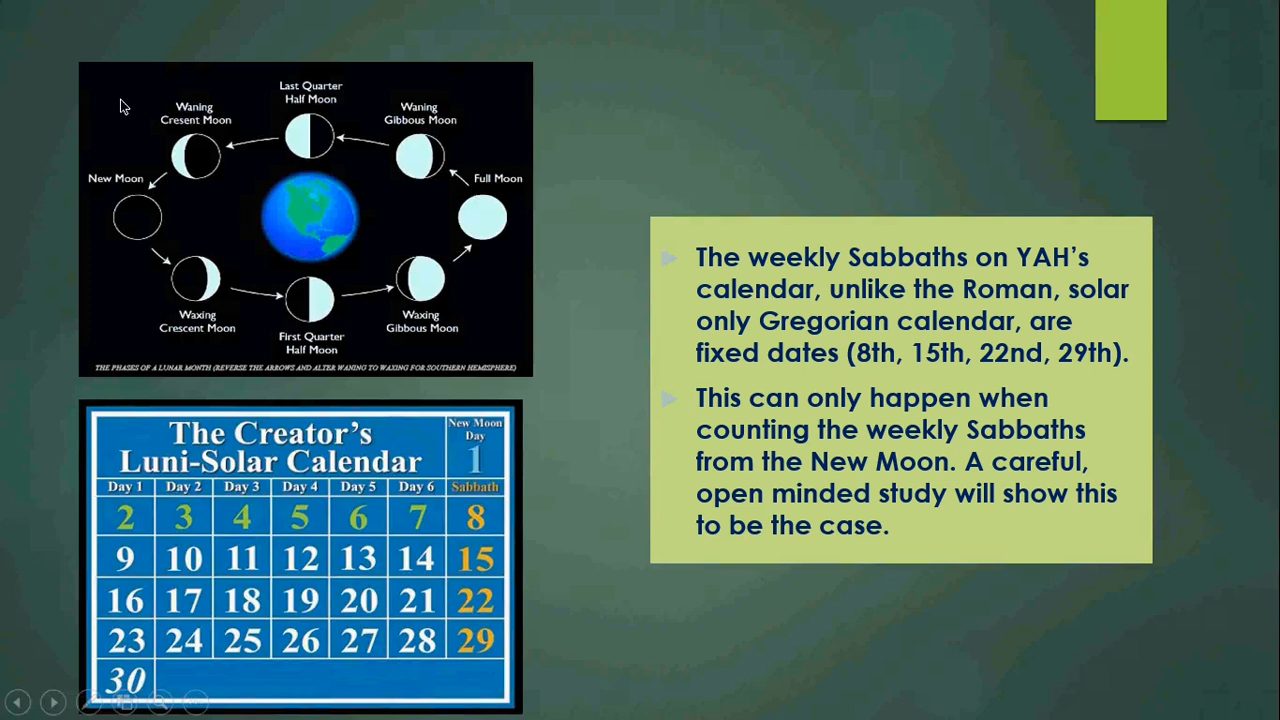 Last Quarter
Half Moon
Waning
Cresent Moon
Waning
Gibbous Moon
New Moon
Full Moon
Waxing
Crescent Moon
First Quarter
Half Moon
Waxing
Gibbous Moon
THE PHASES OF A LUNAR MONTH (REVERSE THE ARROWS AND ALTER WANING TO WAXING FOR SOUTHERN HEMISPHERE)
The Creator's
Luni-Solar Calendar
New Moon
Day
1
Day 1 Day 2 Day 3 Day 4 Day 5 Day 6 Sabbath
2 3 4 5 6 7 8
9 10 11 12 13 14 15
16 17 18 19 20 21 22
23 24 25 26 27 28 29
30
The weekly Sabbaths on YAH's
calendar, unlike the Roman, solar
only Gregorian calendar, are
fixed dates (8th, 15th, 22nd, 29th).
This can only happen when
counting the weekly Sabbaths
from the New Moon. A careful,
open minded study will show this
to be the case.